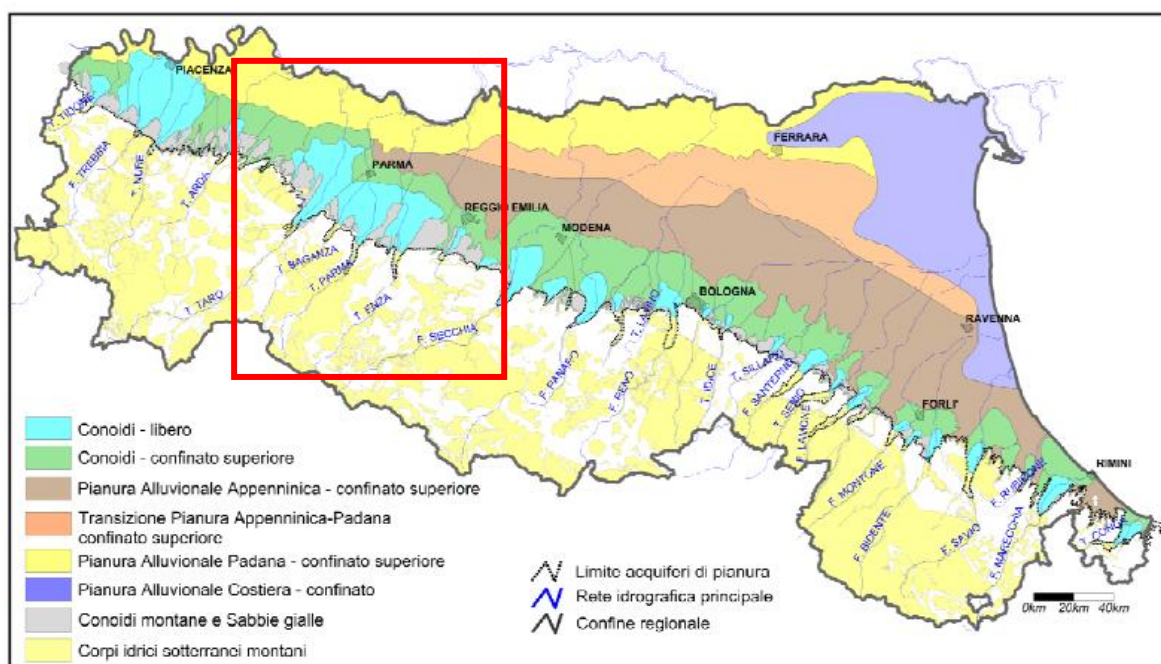 PIACENZA
T. TIDONE
F. TREBBIA
T. NURE
T. ARDA
PARMA
REGGIO EMILIA
MODENA
FERRARA
BOLOGNA
RAVENNA
FORLI'
RIMINI
T. TARO
T. BAGANZA
T. PARMA
T. ENZA
F. SECCHIA
F. PANARO
F. RENO
T. LAVINO
T. IDICE
T. SILLARO
F. SANTERNO
T. SENIO
F. LAMONE
F. MONTONE
F. BIDENTE
F. SAVIO
F. RUBICONE
F. MARECCHIA
T. CONCA
Conoidi - libero
Conoidi - confinato superiore
Pianura Alluvionale Appenninica - confinato superiore
Transizione Pianura Appenninica-Padana
confinato superiore
Pianura Alluvionale Padana - confinato superiore
Pianura Alluvionale Costiera - confinato
Conoidi montane e Sabbie gialle
Corpi idrici sotterranei montani
Limite acquiferi di pianura
Rete idrografica principale
Confine regionale
0km 20km 40km